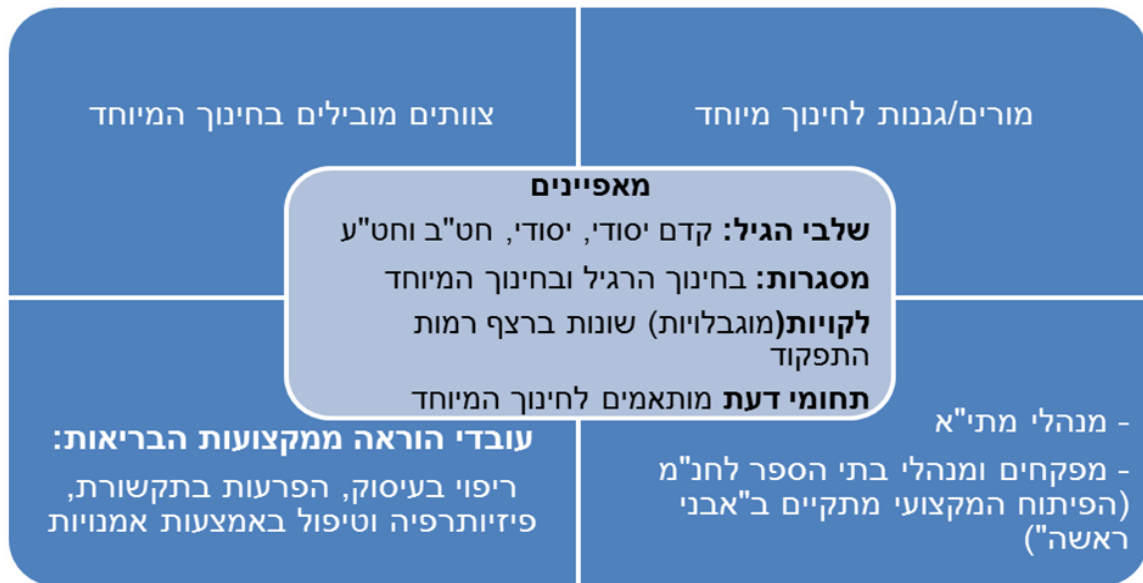 מורים/גננות לחינוך מיוחד
צוותים מובילים בחינוך המיוחד
מאפיינים
שלבי הגיל: קדם יסודי, יסודי, חט"ב וחט"ע
מסגרות: בחינוך הרגיל ובחינוך המיוחד
לקויות(מוגבלויות) שונות ברצף רמות
התפקוד
תחומי דעת מותאמים לחינוך המיוחד
- מנהלי מתי"א
- מפקחים ומנהלי בתי הספר לחנ"מ
(הפיתוח המקצועי מתקיים ב"אבני
ראשה")
עובדי הוראה ממקצועות הבריאות:
ריפוי בעיסוק, הפרעות בתקשורת,
פיזיותרפיה וטיפול באמצעות אמנויות